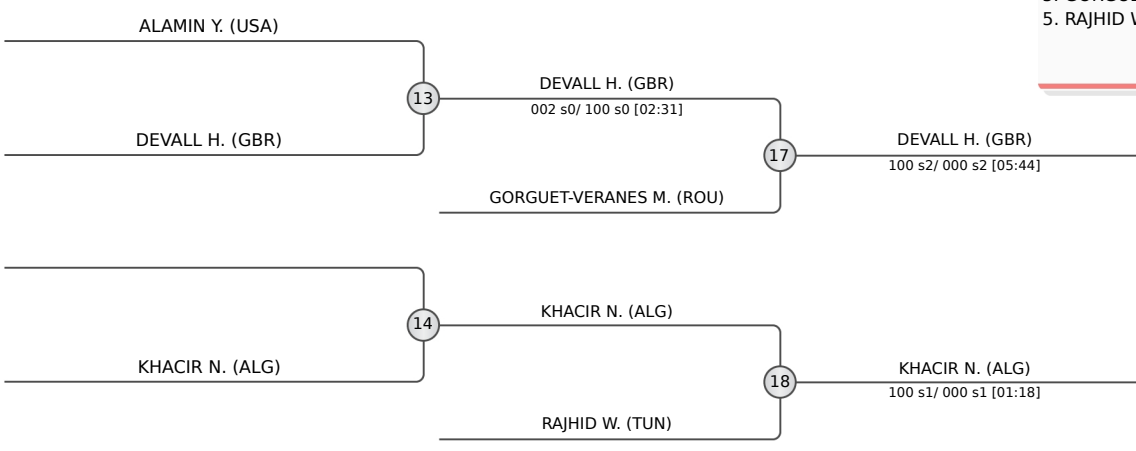 5. RAJHID
ALAMIN Y. (USA)
13
DEVALL H. (GBR)
DEVALL H. (GBR)
002 s0/ 100 s0 [02:31]
17
GORGUET-VERANES M. (ROU)
DEVALL H. (GBR)
100 s2/ 000 s2 [05:44]
14
KHACIR N. (ALG)
KHACIR N. (ALG)
18
RAJHID W. (TUN)
KHACIR N. (ALG)
100 s1/ 000 s1 [01:18]